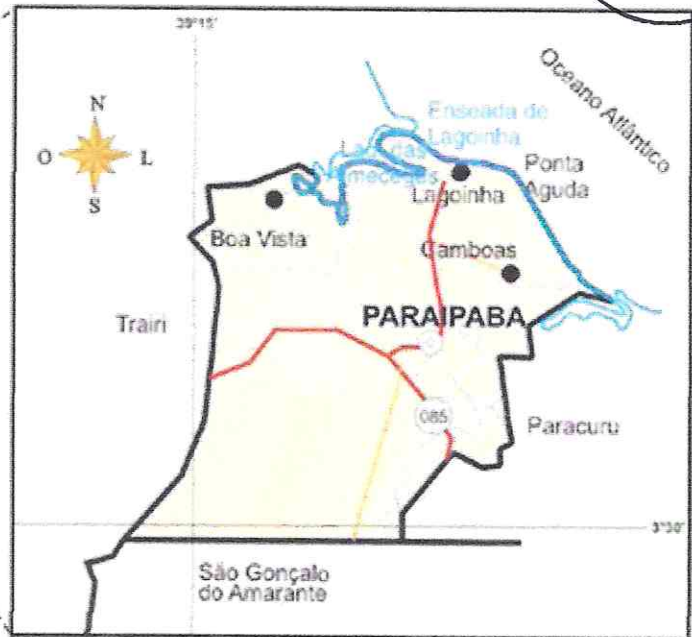 39°15'
Oceano Atlântico
N
O
L
S
Enseada de
Lagoinha
Lagoinha
Ponta
Aguda
Boa Vista
Camboas
PARAIPABA
Trairi
085
Paracuru
3°30'
São Gonçalo
do Amarante